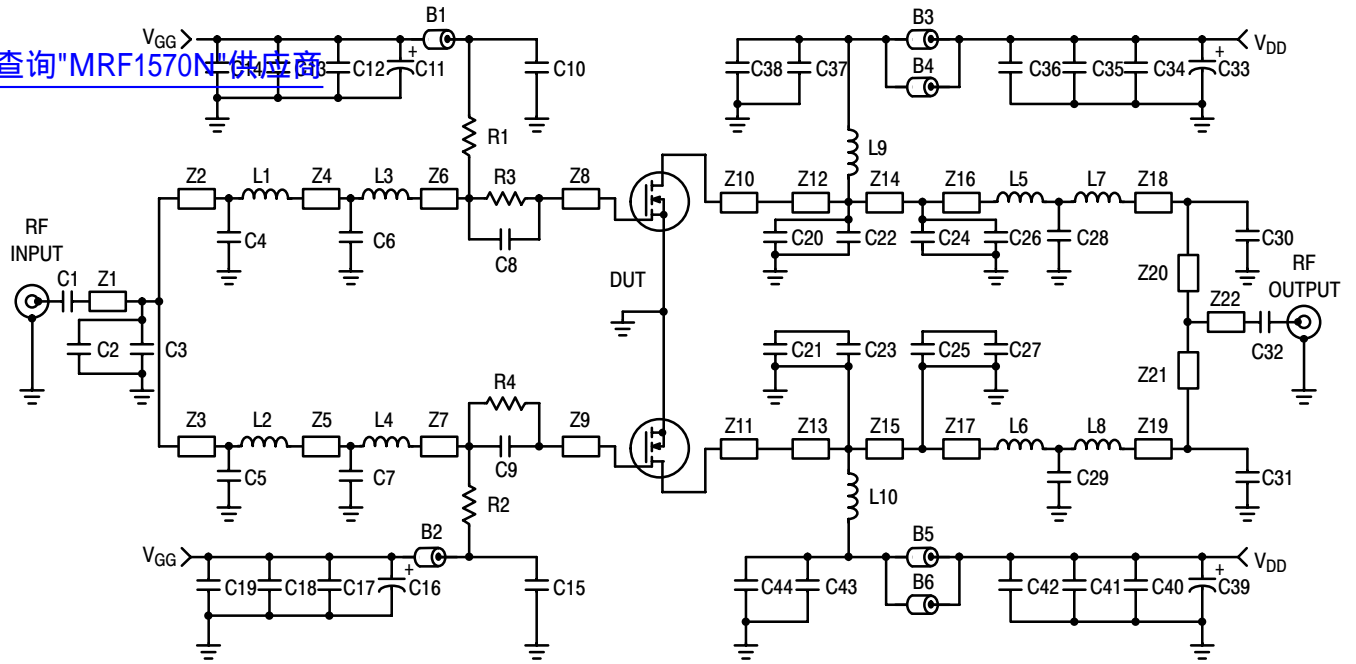 B1
B3
VGG
VDD
B4
查询"MRF1570N"供应商
C14
C13
C12
C11
C10
C38
C37
C36
C35
C34
C33
+
+
R1
L9
Z2
L1
Z4
L3
Z6
R3
Z8
Z10
Z12
Z14
Z16
L5
L7
Z18
RF
INPUT
C4
C6
C8
C20
C22
C24
C26
C28
C30
C1
Z1
DUT
Z20
RF
OUTPUT
Z22
C2
C3
C21
C23
C25
C27
C32
Z21
R4
Z3
L2
Z5
L4
Z7
Z9
Z11
Z13
Z15
Z17
L6
L8
Z19
C5
C7
C9
C29
C31
R2
L10
B2
B5
VGG
VDD
B6
+
+
C19
C18
C17
C16
C15
C44
C43
C42
C41
C40
C39